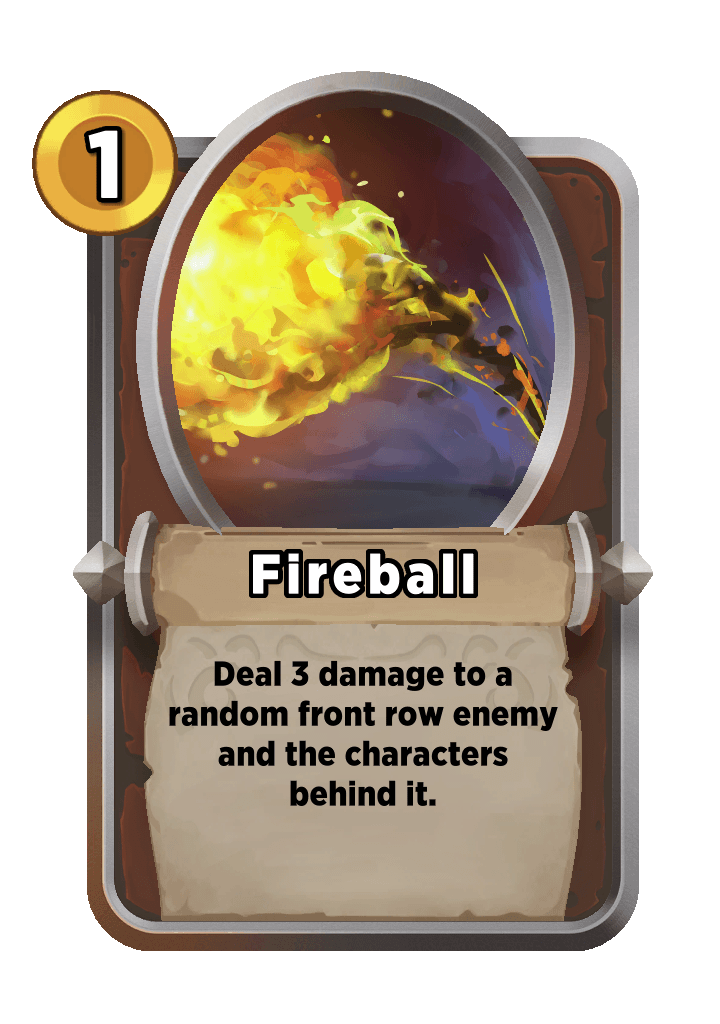 1
Fireball
Deal 3 damage to a
random front row enemy
and the characters
behind it.